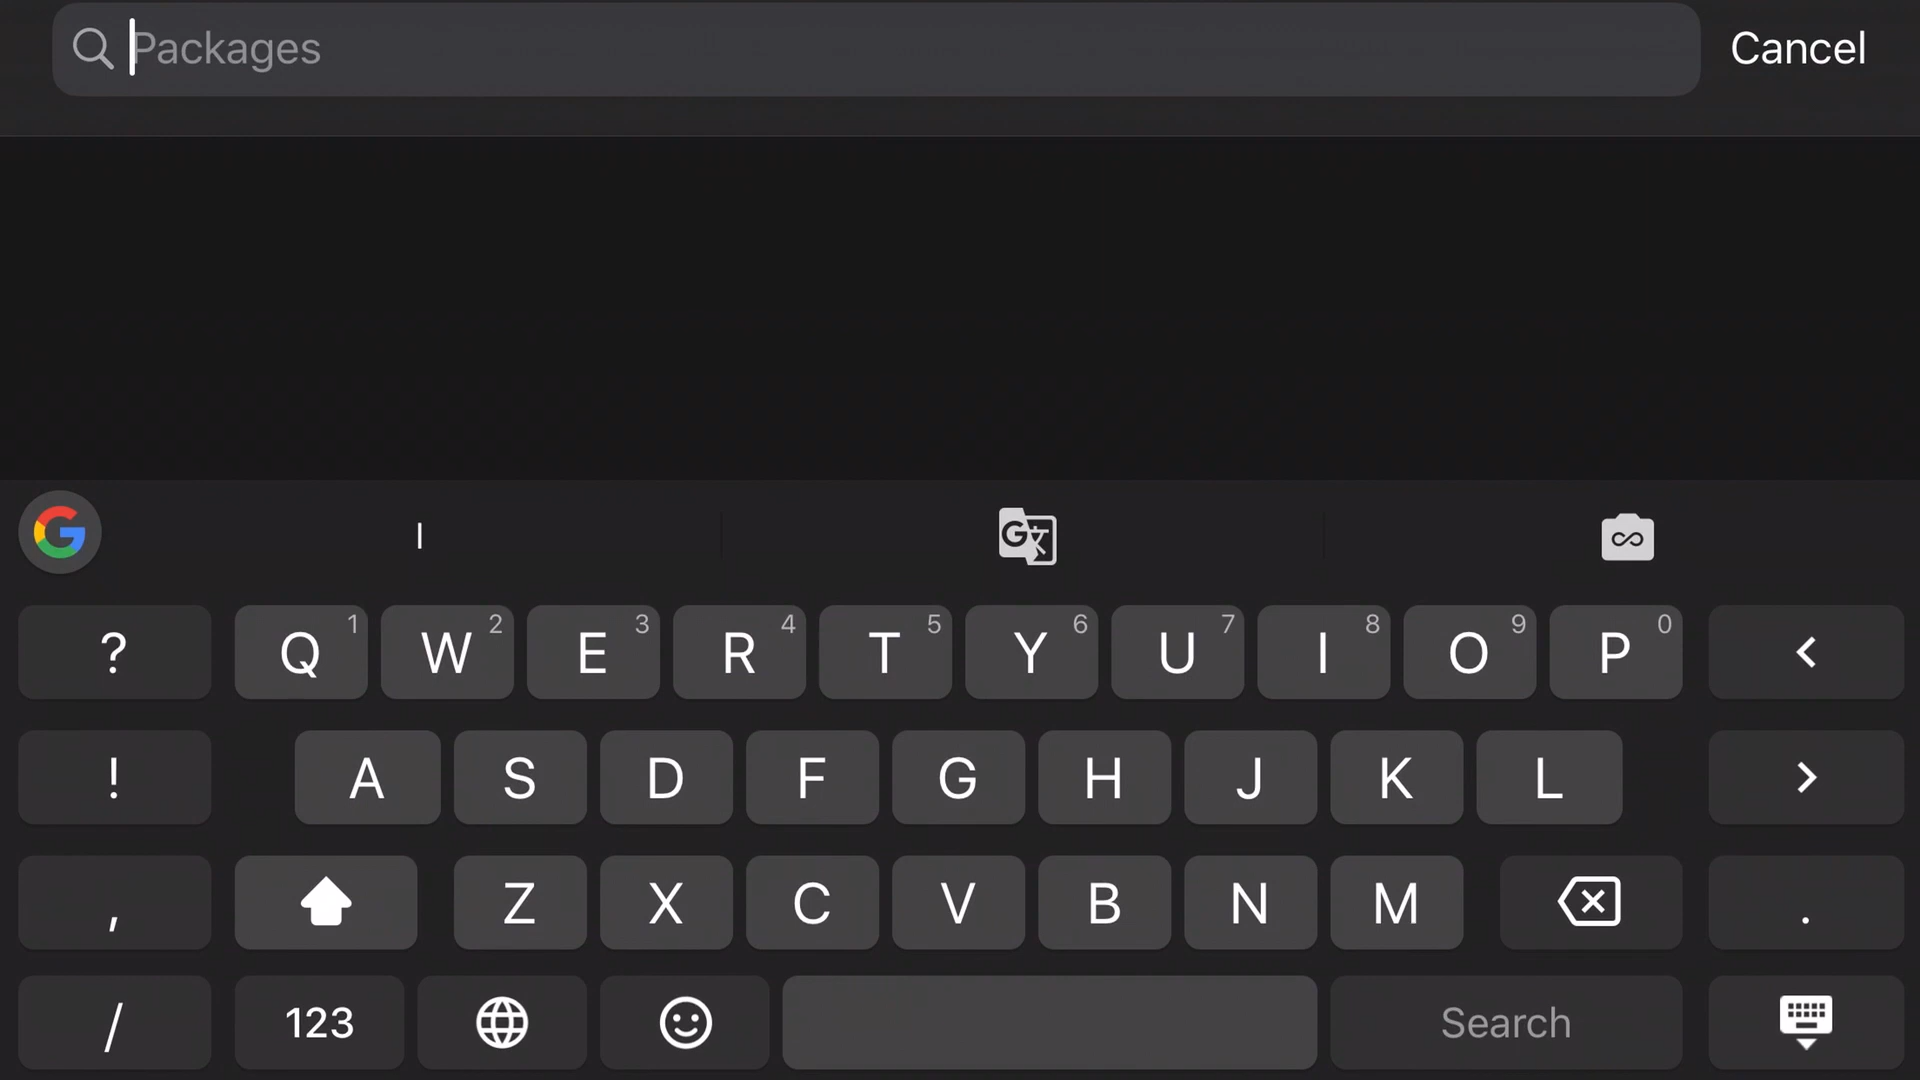 Packages
Cancel
I
? Q 1 W 2 E 3 R 4 T 5 Y 6 U 7 I 8 O 9 P 0 <
! A S D F G H J K L >
, Z X C V B N M .
/ 123 Search